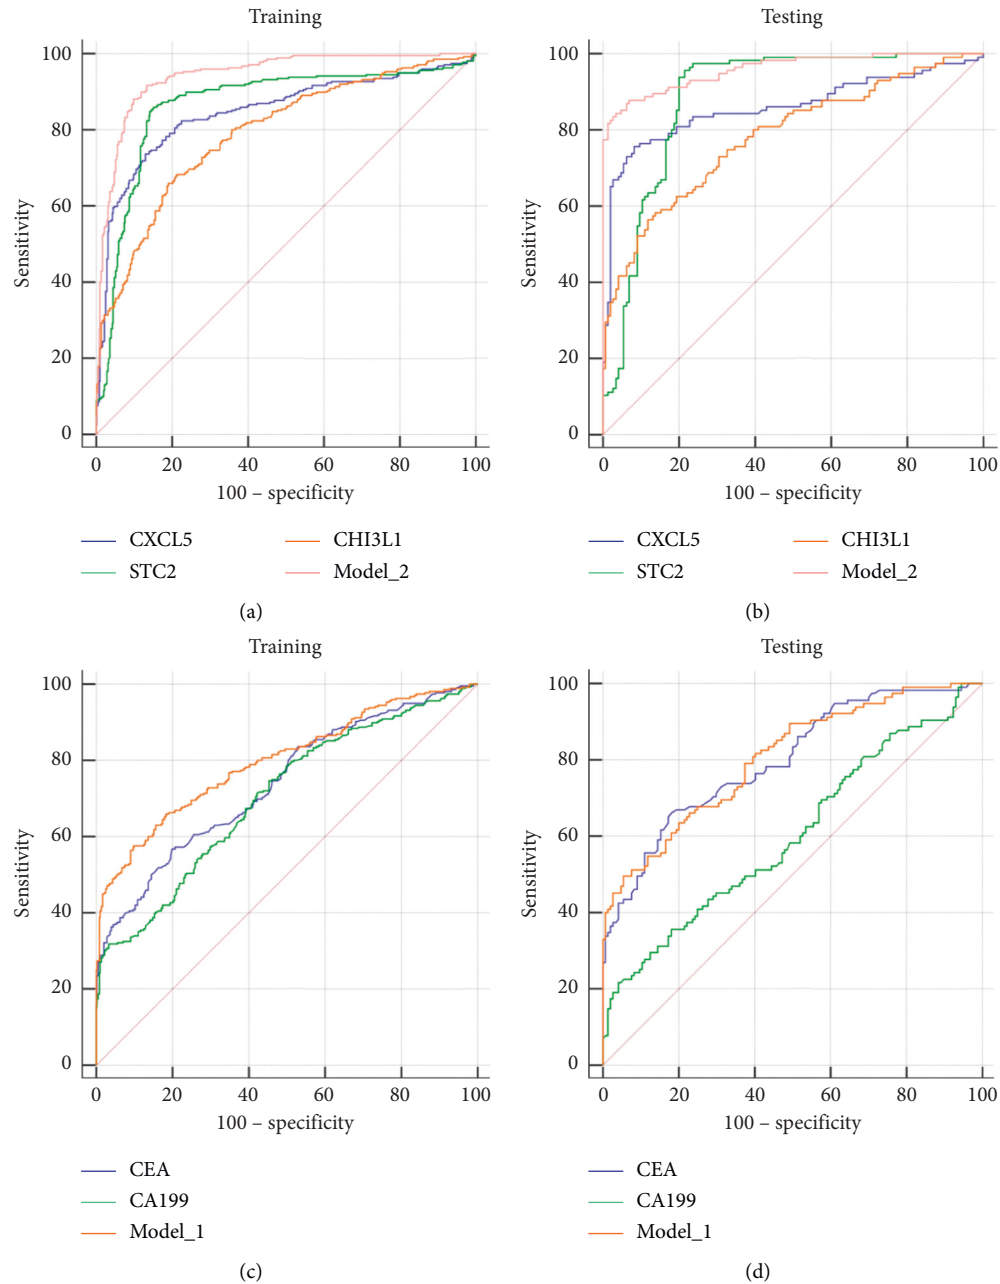 Training
Sensitivity
100
80
60
40
20
0
0 20 40 60 80 100
100 – specificity
CXCL5 CHI3L1
STC2 Model_2
(a)
Testing
Sensitivity
100
80
60
40
20
0
0 20 40 60 80 100
100 – specificity
CXCL5 CHI3L1
STC2 Model_2
(b)
Training
Sensitivity
100
80
60
40
20
0
0 20 40 60 80 100
100 – specificity
CEA
CA199
Model_1
(c)
Testing
Sensitivity
100
80
60
40
20
0
0 20 40 60 80 100
100 – specificity
CEA
CA199
Model_1
(d)